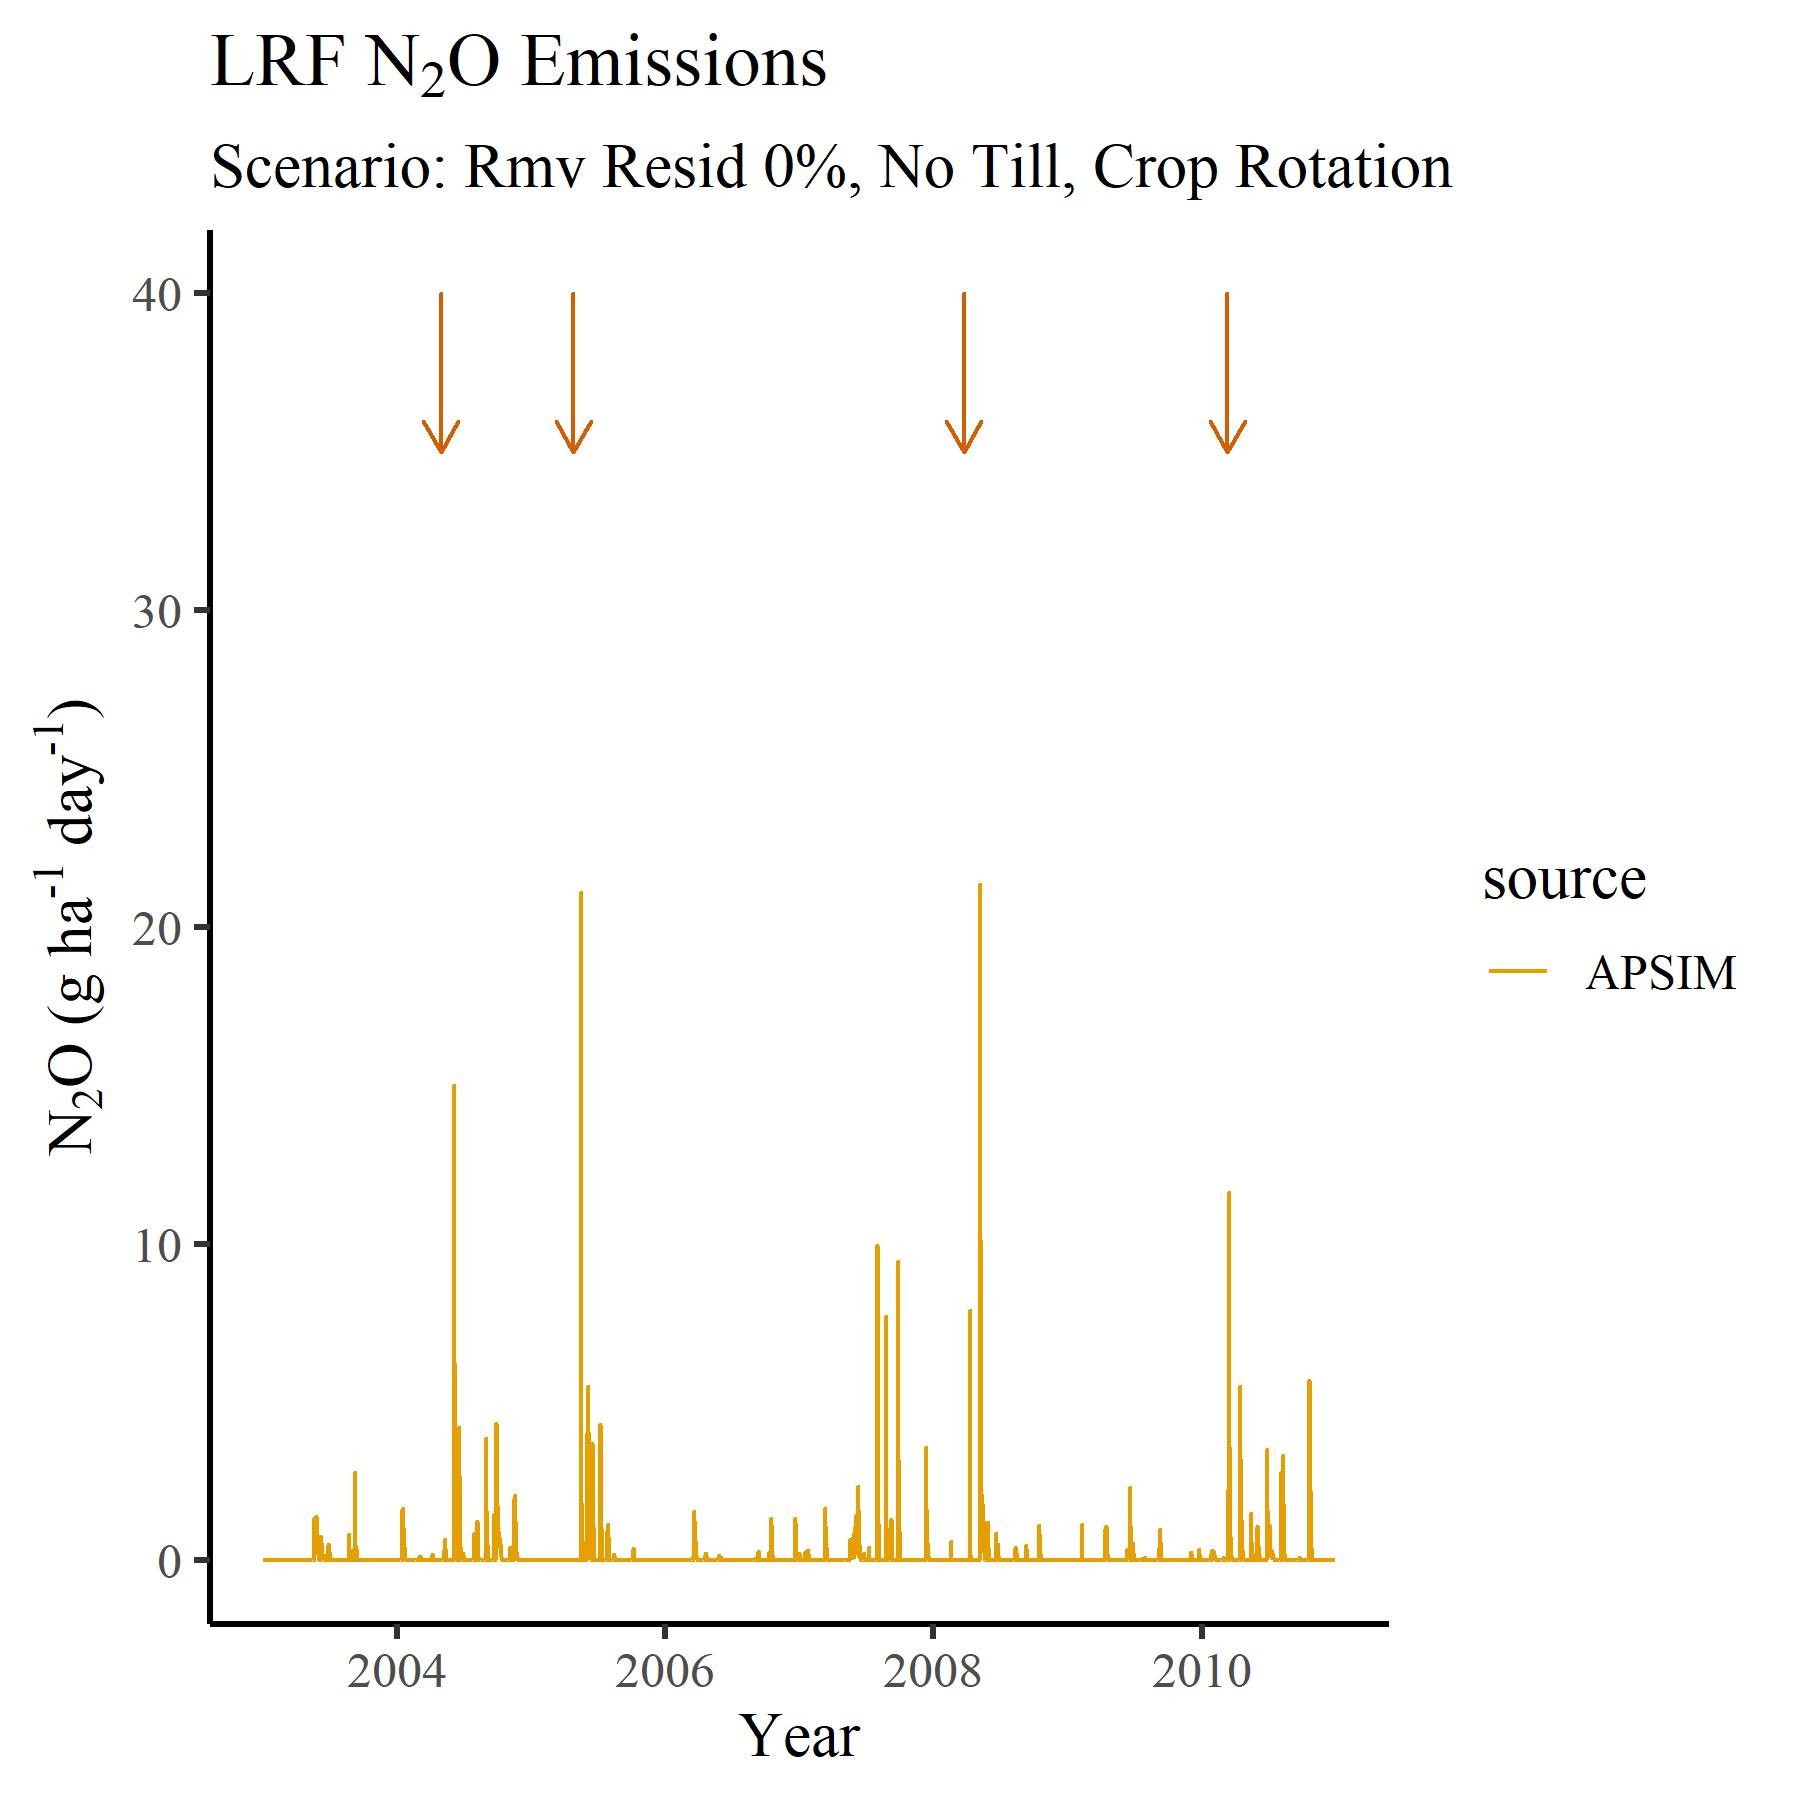 LRF N₂O Emissions
Scenario: Rmv Resid 0%, No Till, Crop Rotation
N₂O (g ha⁻¹ day⁻¹)
40
30
20
10
0
2004 2006 2008 2010
Year
source
APSIM